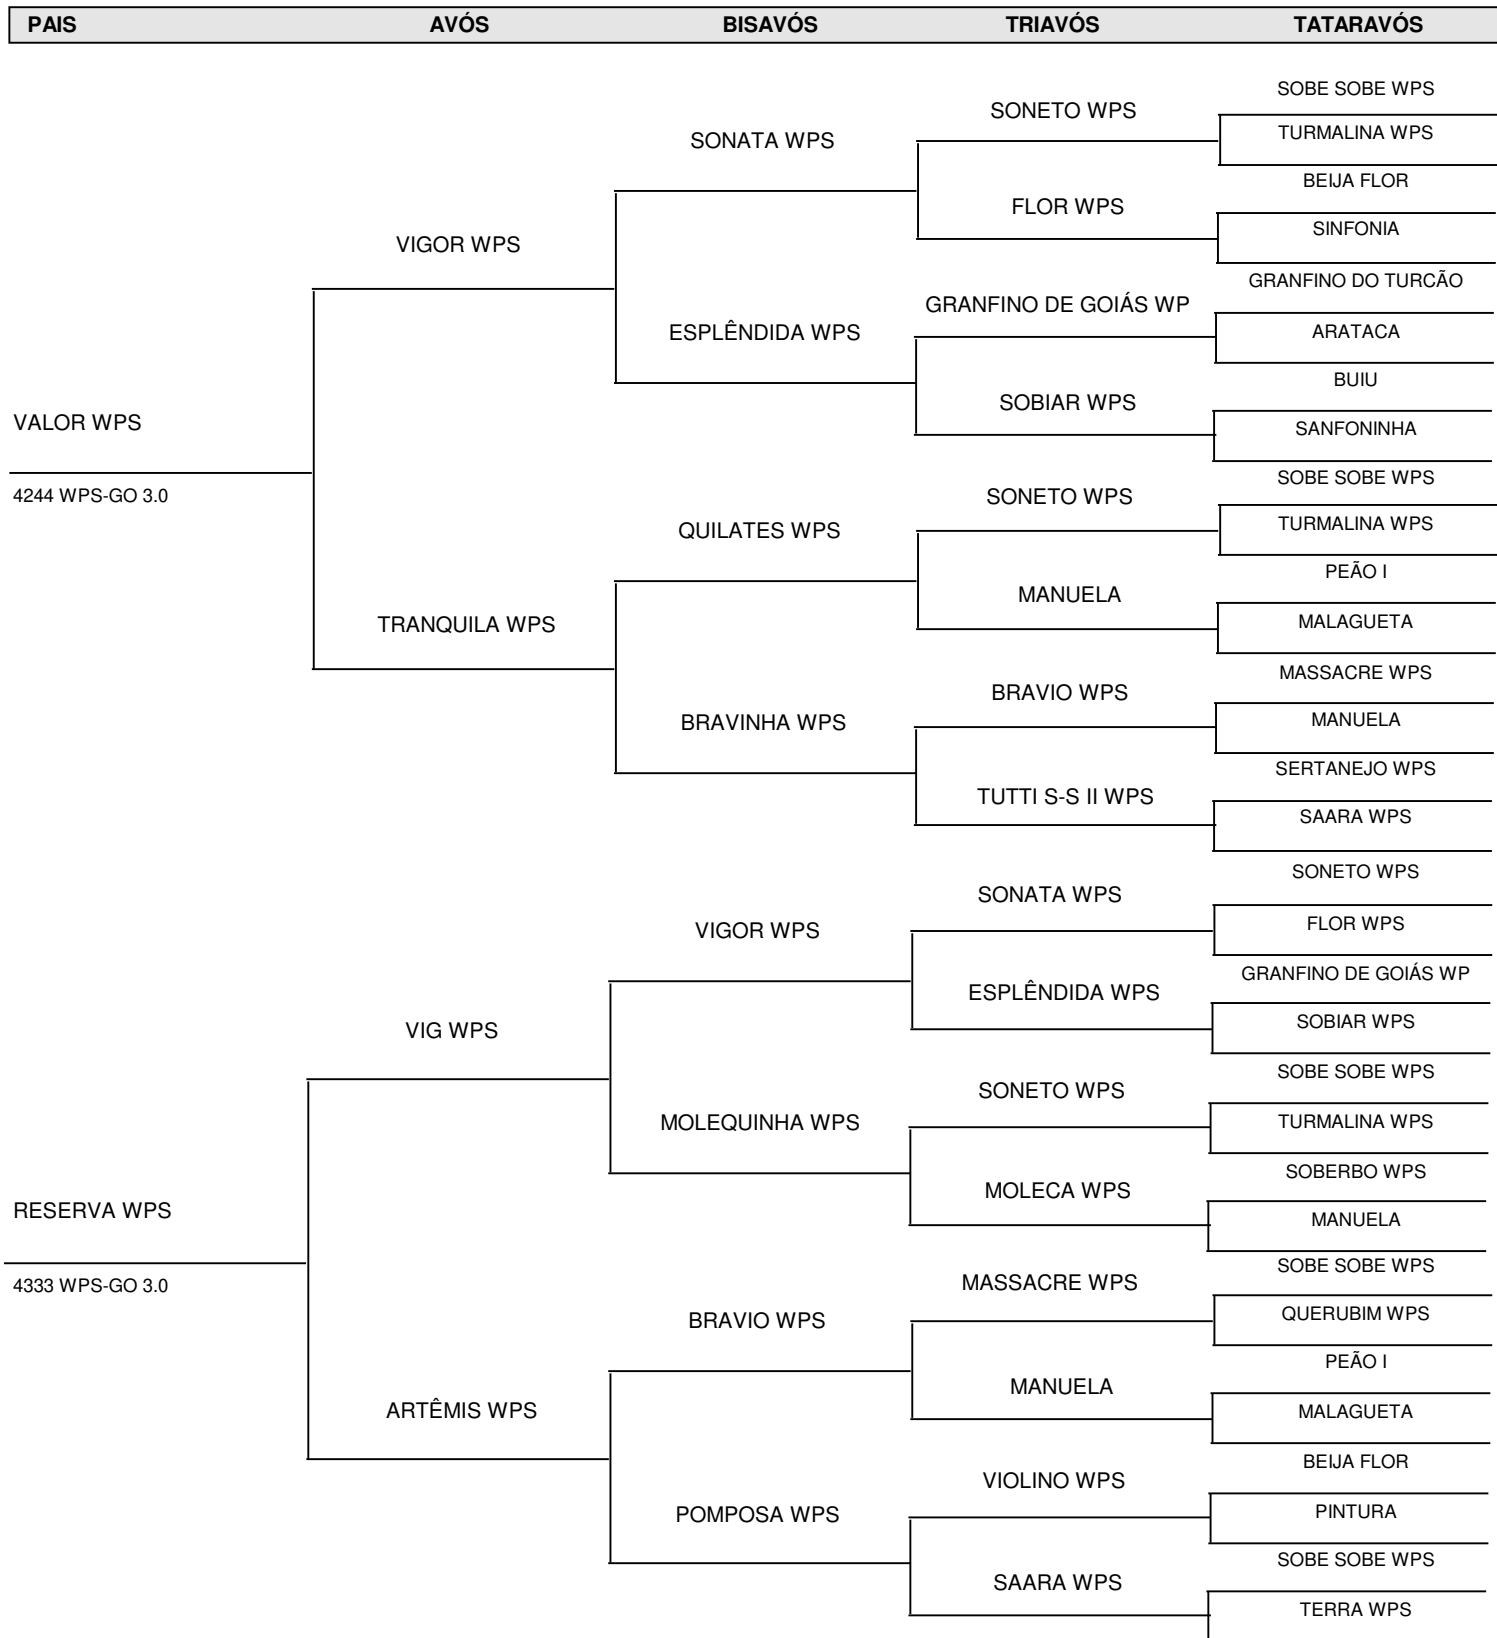 PAIS AVÓS BISAVÓS TRIAVÓS TATARAVÓS
SOBE SOBE WPS
SONETO WPS
TURMALINA WPS
SONATA WPS
BEIJA FLOR
FLOR WPS
SINFONIA
VIGOR WPS
GRANFINO DO TURCÃO
GRANFINO DE GOIÁS WP
ARATACA
ESPLÊNDIDA WPS
BUIU
SOBIAR WPS
VALOR WPS
SANFONINHA
SOBE SOBE WPS
4244 WPS-GO 3.0
SONETO WPS
TURMALINA WPS
QUILATES WPS
PEÃO I
MANUELA
MALAGUETA
TRANQUILA WPS
MASSACRE WPS
BRAVIO WPS
MANUELA
BRAVINHA WPS
SERTANEJO WPS
TUTTI S-S II WPS
SAARA WPS
SONETO WPS
SONATA WPS
FLOR WPS
VIGOR WPS
GRANFINO DE GOIÁS WP
ESPLÊNDIDA WPS
SOBIAR WPS
VIG WPS
SOBE SOBE WPS
SONETO WPS
TURMALINA WPS
MOLEQUINHA WPS
SOBERBO WPS
MOLECA WPS
RESERVA WPS
MANUELA
SOBE SOBE WPS
4333 WPS-GO 3.0
MASSACRE WPS
QUERUBIM WPS
BRAVIO WPS
PEÃO I
MANUELA
ARTÊMIS WPS
MALAGUETA
BEIJA FLOR
VIOLINO WPS
PINTURA
POMPOSA WPS
SOBE SOBE WPS
SAARA WPS
TERRA WPS